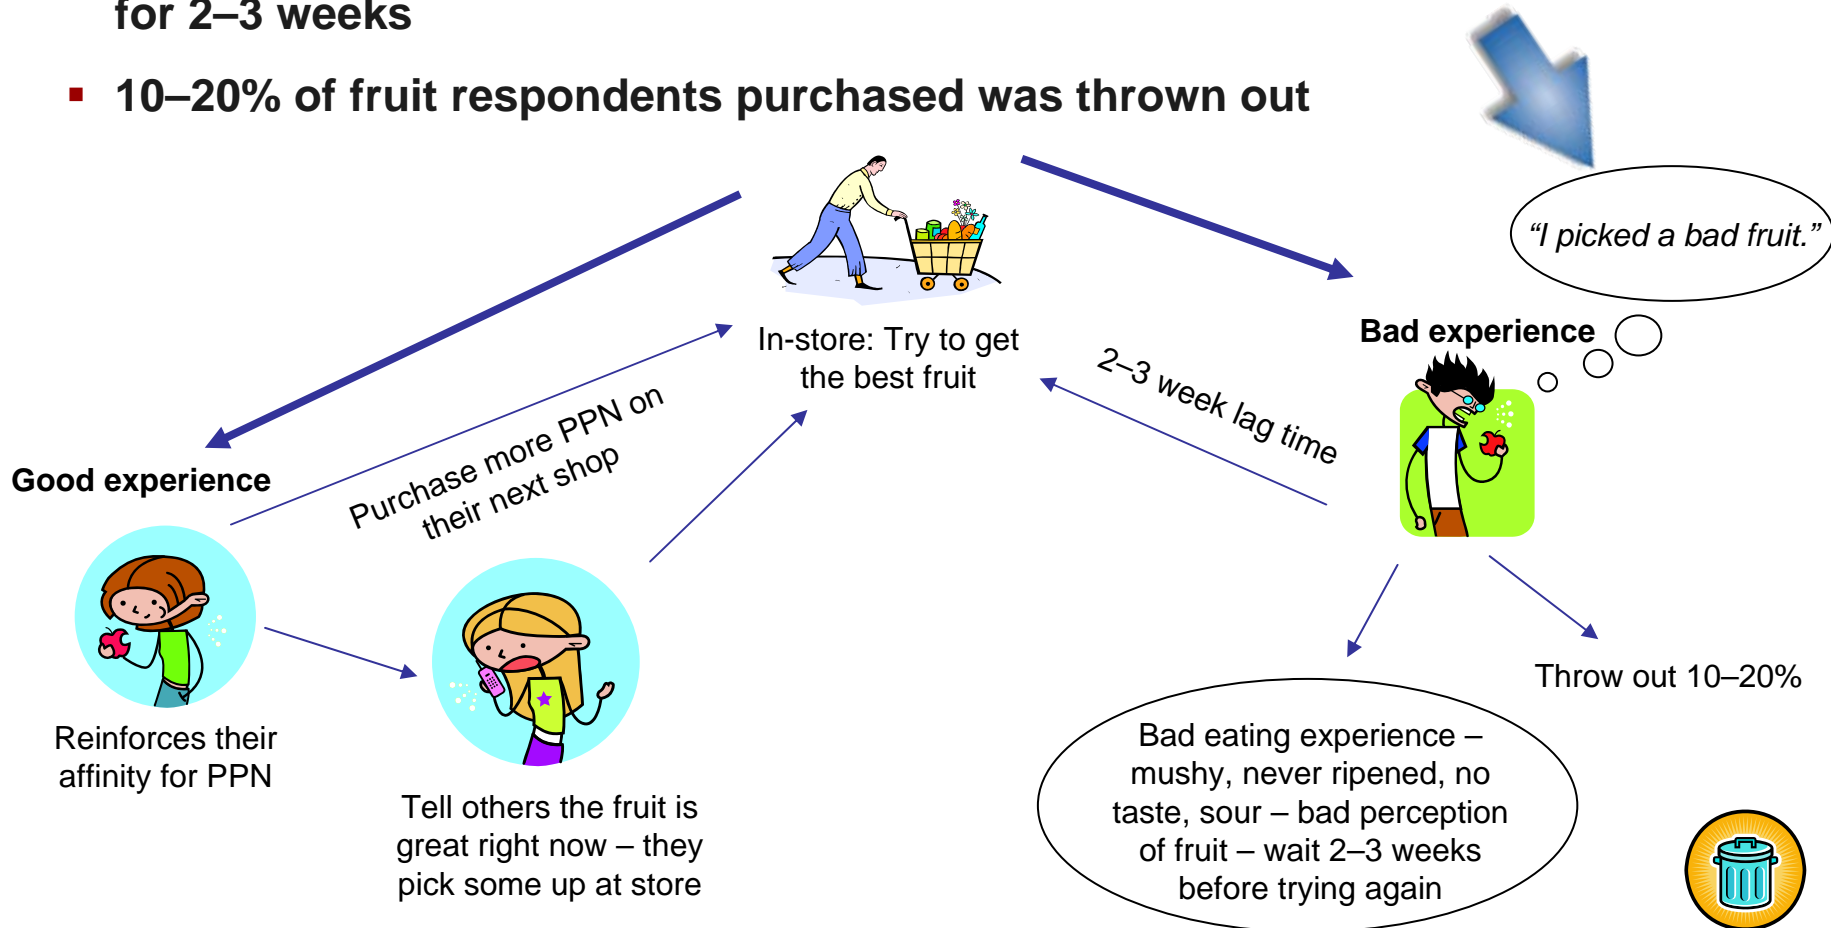 for 2–3 weeks
▪ 10–20% of fruit respondents purchased was thrown out
“I picked a bad fruit.”
In-store: Try to get
the best fruit
Bad experience
2–3 week lag time
Purchase more PPN on
their next shop
Good experience
Reinforces their
affinity for PPN
Tell others the fruit is
great right now – they
pick some up at store
Throw out 10–20%
Bad eating experience –
mushy, never ripened, no
taste, sour – bad perception
of fruit – wait 2–3 weeks
before trying again